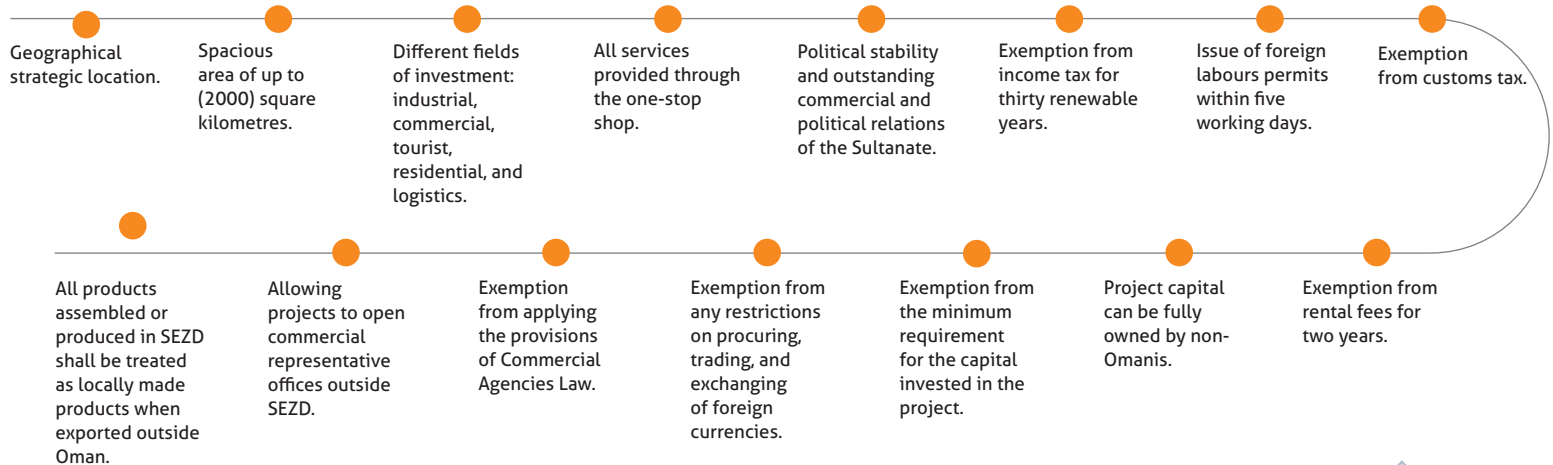 Geographical
strategic location.
Spacious
area of up to
(2000) square
kilometres.
Different fields
of investment:
industrial,
commercial,
tourist,
residential, and
logistics.
All services
provided through
the one-stop
shop.
Political stability
and outstanding
commercial and
political relations
of the Sultanate.
Exemption from
income tax for
thirty renewable
years.
Issue of foreign
labours permits
within five
working days.
Exemption
from customs tax.
All products
assembled or
produced in SEZD
shall be treated
as locally made
products when
exported outside
Oman.
Allowing
projects to open
commercial
representative
offices outside
SEZD.
Exemption
from applying
the provisions
of Commercial
Agencies Law.
Exemption from
any restrictions
on procuring,
trading, and
exchanging
of foreign
currencies.
Exemption from
the minimum
requirement
for the capital
invested in the
project.
Project capital
can be fully
owned by non-
Omanis.
Exemption from
rental fees for
two years.